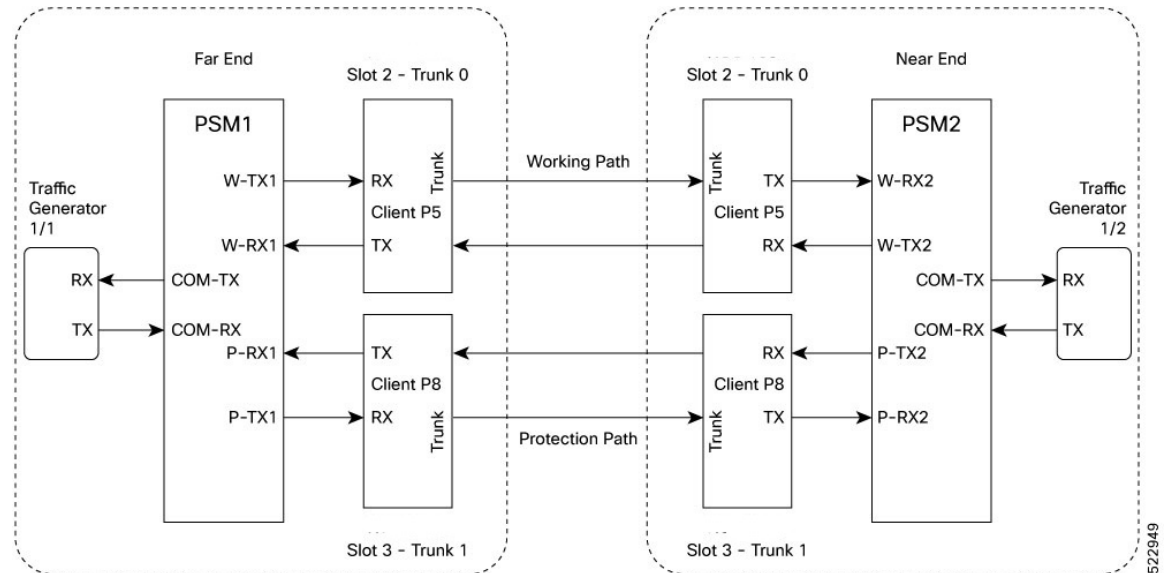 Far End
Slot 2 - Trunk 0
PSM1
W-TX1
RX
Trunk
Client P5
W-RX1
TX
Traffic
Generator
1/1
RX
TX
COM-TX
COM-RX
P-RX1
TX
Client P8
P-TX1
RX
Trunk
Slot 3 - Trunk 1
Working Path
Protection Path
Slot 2 - Trunk 0
Near End
PSM2
Trunk
TX
W-RX2
Client P5
RX
W-TX2
Traffic
Generator
1/2
COM-TX
RX
COM-RX
TX
RX
P-TX2
Client P8
Trunk
TX
P-RX2
Slot 3 - Trunk 1
522949